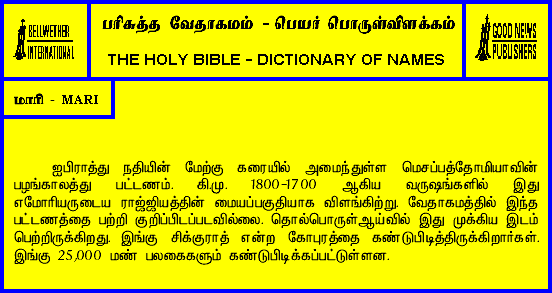 BELLWETHER
INTERNATIONAL
பரிசுத்த வேதாகமம் - பெயர் பொருள்விளக்கம்
THE HOLY BIBLE - DICTIONARY OF NAMES
GOOD NEWS
PUBLISHERS
மாரி - MARI
ஐபிராத்து நதியின் மேற்கு கரையில் அமைந்துள்ள மெசப்பத்தோமியாவின்
பழங்காலத்து பட்டணம். கி.மு. 1800-1700 ஆகிய வருஷங்களில் இது
எமோரியருடைய ராஜ்ஜியத்தின் மையப்பகுதியாக விளங்கிற்று. வேதாகமத்தில் இந்த
பட்டணத்தை பற்றி குறிப்பிடப்படவில்லை. தொல்பொருள்ஆய்வில் இது முக்கிய இடம்
பெற்றிருக்கிறது. இங்கு சிக்குராத் என்ற கோபுரத்தை கண்டுபிடித்திருக்கிறார்கள்.
இங்கு 25,000 மண் பலகைகளும் கண்டுபிடிக்கப்பட்டுள்ளன.